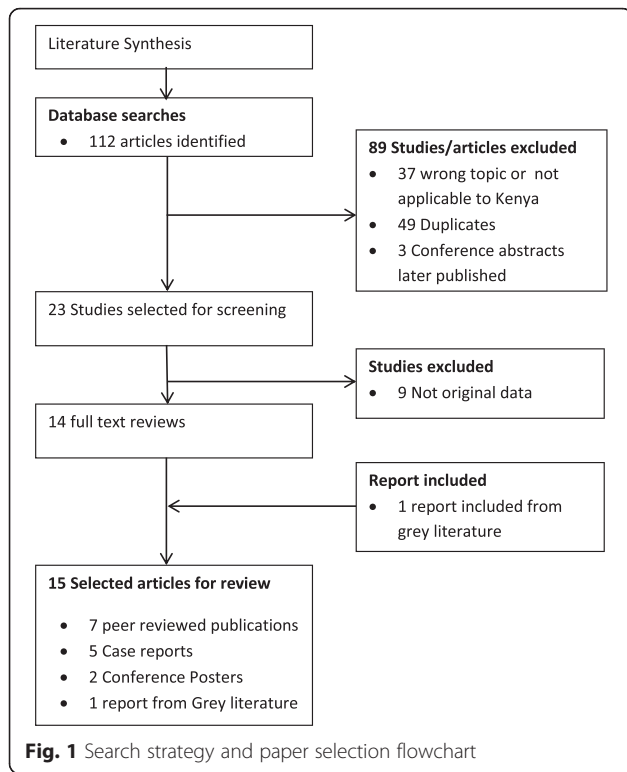 Literature Synthesis
Database searches
• 112 articles identified
89 Studies/articles excluded
• 37 wrong topic or not
applicable to Kenya
• 49 Duplicates
• 3 Conference abstracts
later published
23 Studies selected for screening
Studies excluded
• 9 Not original data
14 full text reviews
Report included
• 1 report included from
grey literature
15 Selected articles for review
• 7 peer reviewed publications
• 5 Case reports
• 2 Conference Posters
• 1 report from Grey literature
Fig. 1 Search strategy and paper selection flowchart